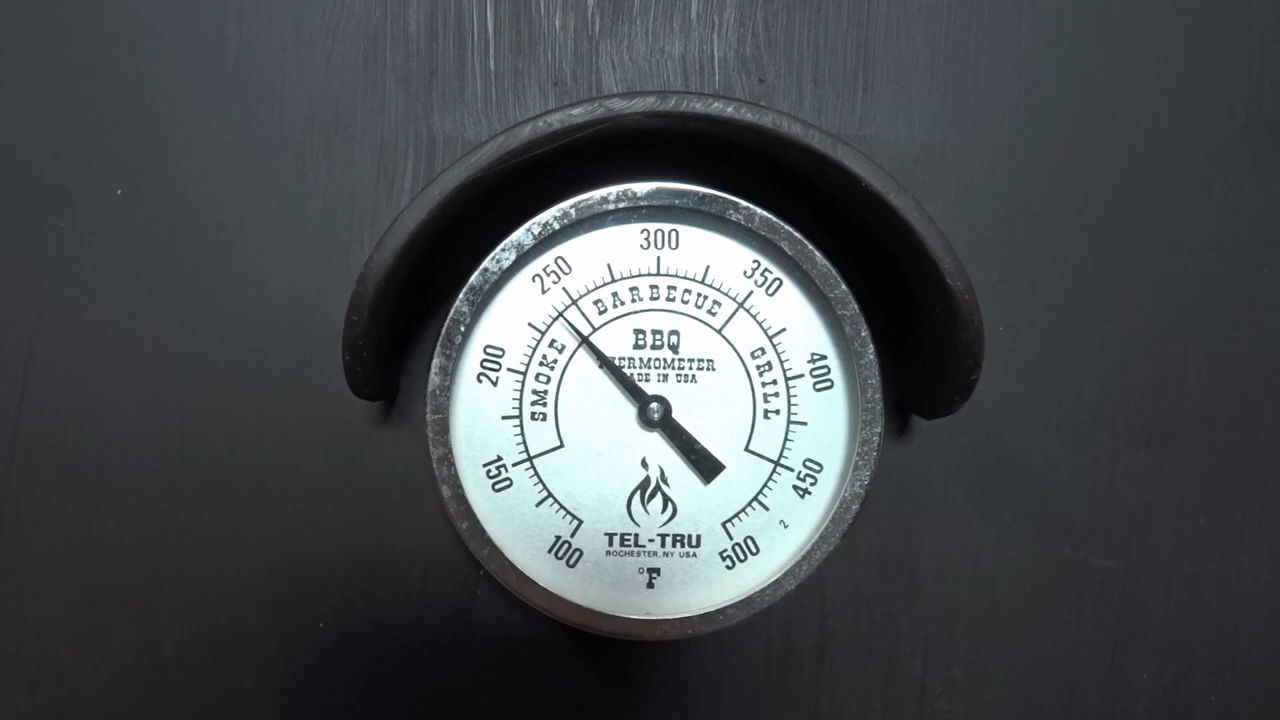 300
250
350
BARBECUE
BBQ
THERMOMETER
MADE IN USA
200
SMOKE
GRILL
400
150
450
2
TEL-TRU
ROCHESTER, NY USA
100
500
°F